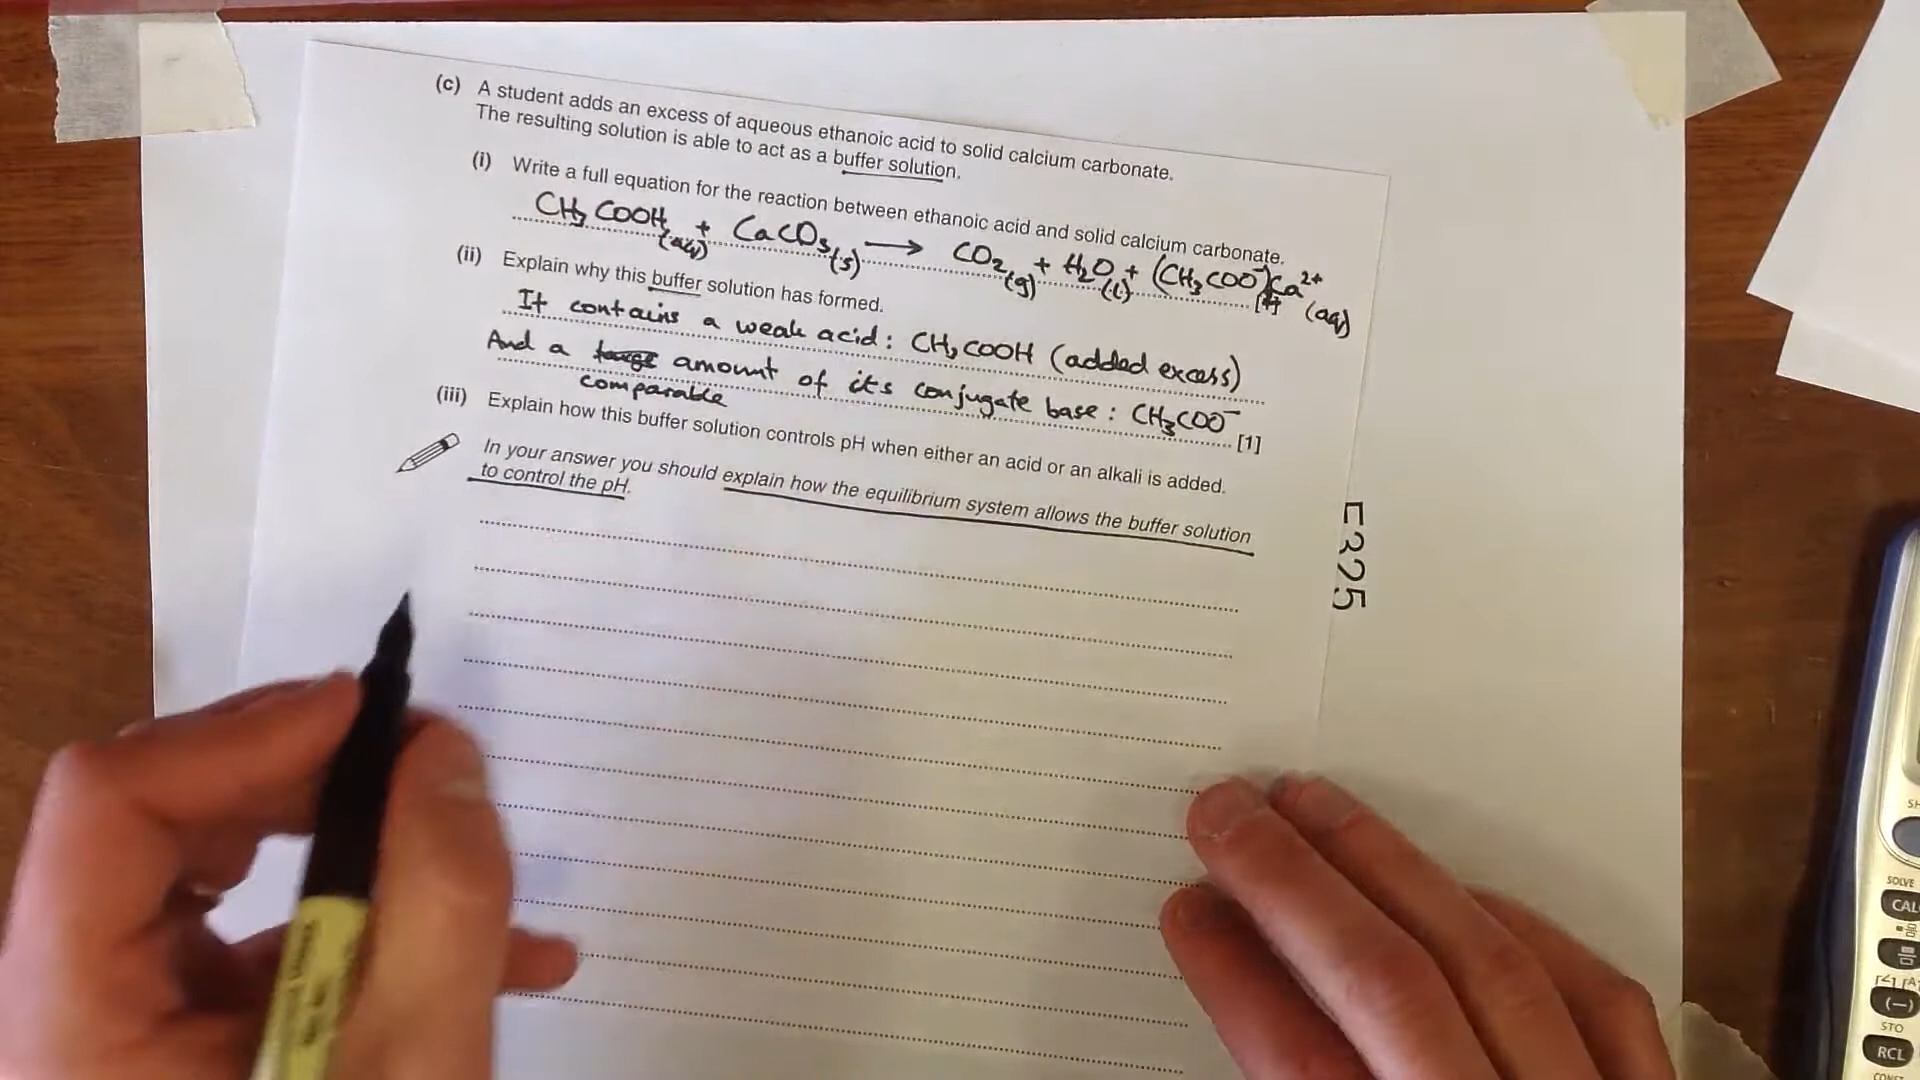 (c) A student adds an excess of aqueous ethanoic acid to solid calcium carbonate.
The resulting solution is able to act as a buffer solution.
(i) Write a full equation for the reaction between ethanoic acid and solid calcium carbonate.
CH3COOH(aq) + CaCO3(s) → CO2(g) + H2O(l) + (CH3COO⁻)Ca²⁺(aq)
(ii) Explain why this buffer solution has formed.
It contains a weak acid: CH3COOH (added excess)
And a amount of its conjugate base: CH3COO⁻
comparable
[1]
(iii) Explain how this buffer solution controls pH when either an acid or an alkali is added.
In your answer you should explain how the equilibrium system allows the buffer solution
to control the pH.
F325
SOLVE
CAL
(−)
STO
RCL